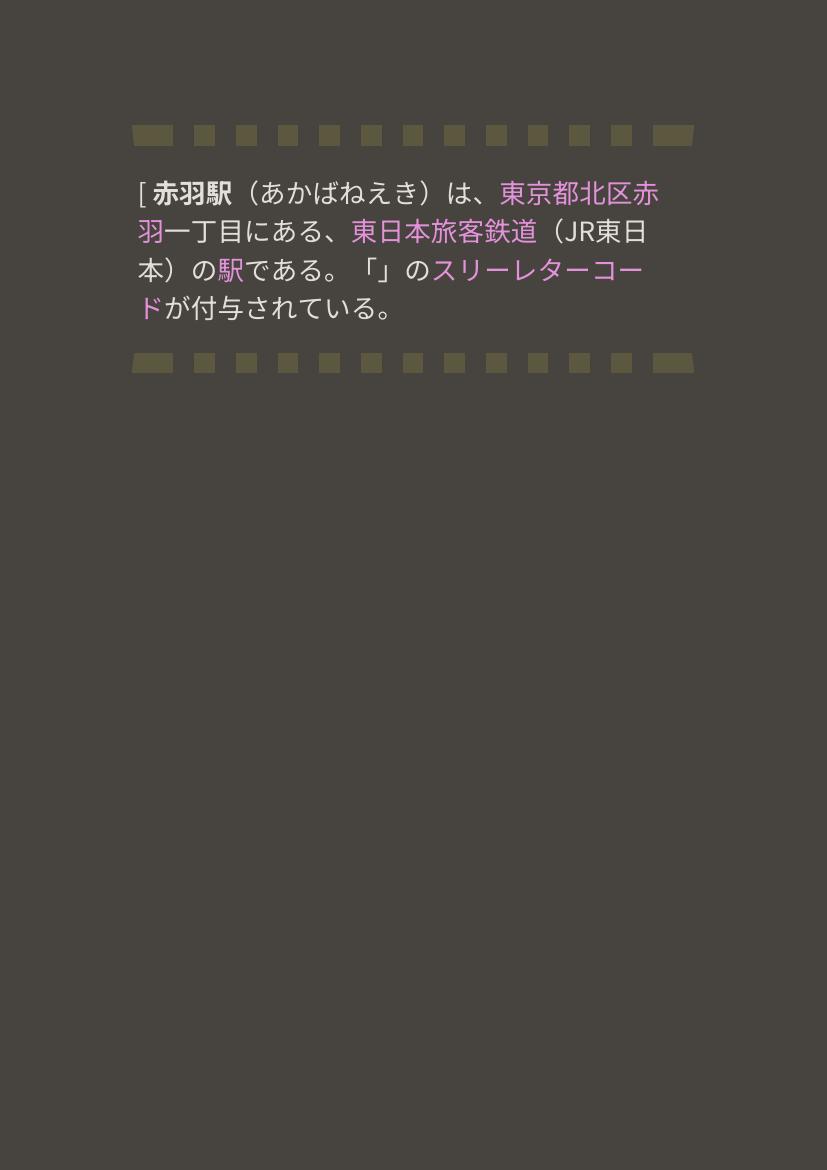 [ 赤羽駅（あかばねえき）は、東京都北区赤
羽一丁目にある、東日本旅客鉄道（JR東日
本）の駅である。「」のスリーレターコー
ドが付与されている。